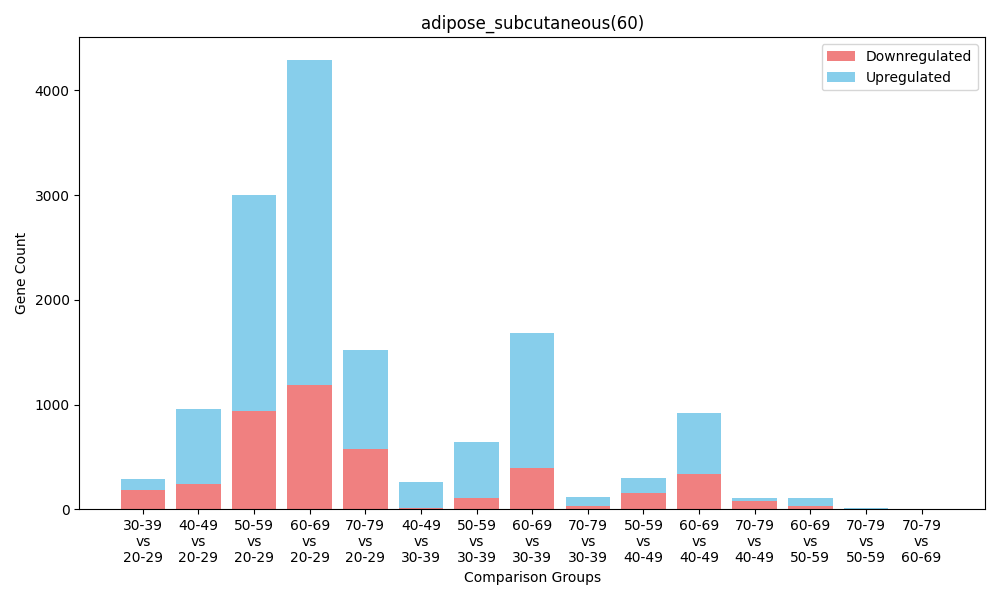 adipose_subcutaneous(60)
Downregulated
Upregulated
Gene Count
4000
3000
2000
1000
0
30-39
vs
20-29
40-49
vs
20-29
50-59
vs
20-29
60-69
vs
20-29
70-79
vs
20-29
40-49
vs
30-39
50-59
vs
30-39
60-69
vs
30-39
70-79
vs
30-39
50-59
vs
40-49
60-69
vs
40-49
70-79
vs
40-49
60-69
vs
50-59
70-79
vs
50-59
70-79
vs
60-69
Comparison Groups